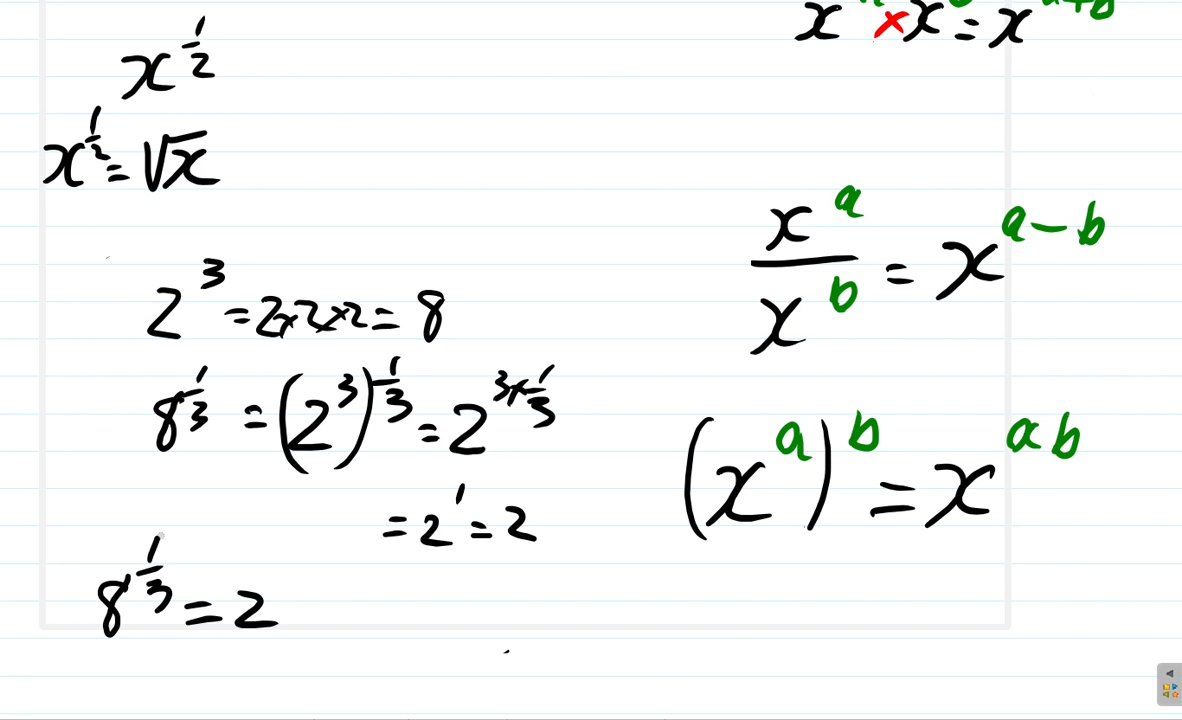 x^a × x^b = x^{a+b}
x^{1/2}
x^{1/2} = √x
x^a / x^b = x^{a-b}
2^3 = 2×2×2 = 8
8^{1/3} = (2^3)^{1/3} = 2^{3×1/3}
(x^a)^b = x^{ab}
= 2^1 = 2
8^{1/3} = 2